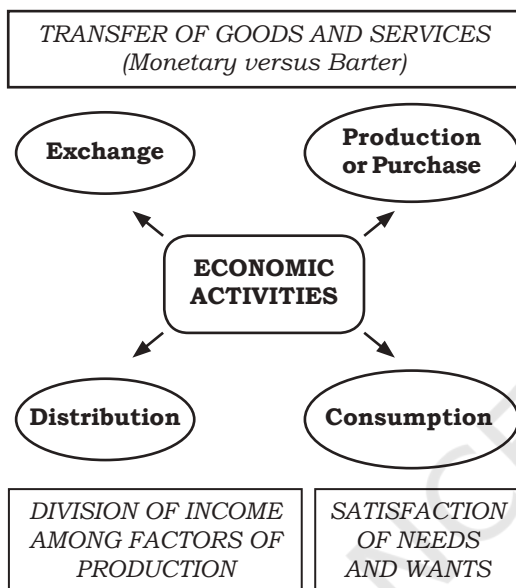 TRANSFER OF GOODS AND SERVICES
(Monetary versus Barter)
Exchange
Production
or Purchase
ECONOMIC
ACTIVITIES
Distribution
Consumption
DIVISION OF INCOME
AMONG FACTORS OF
PRODUCTION
SATISFACTION
OF NEEDS
AND WANTS